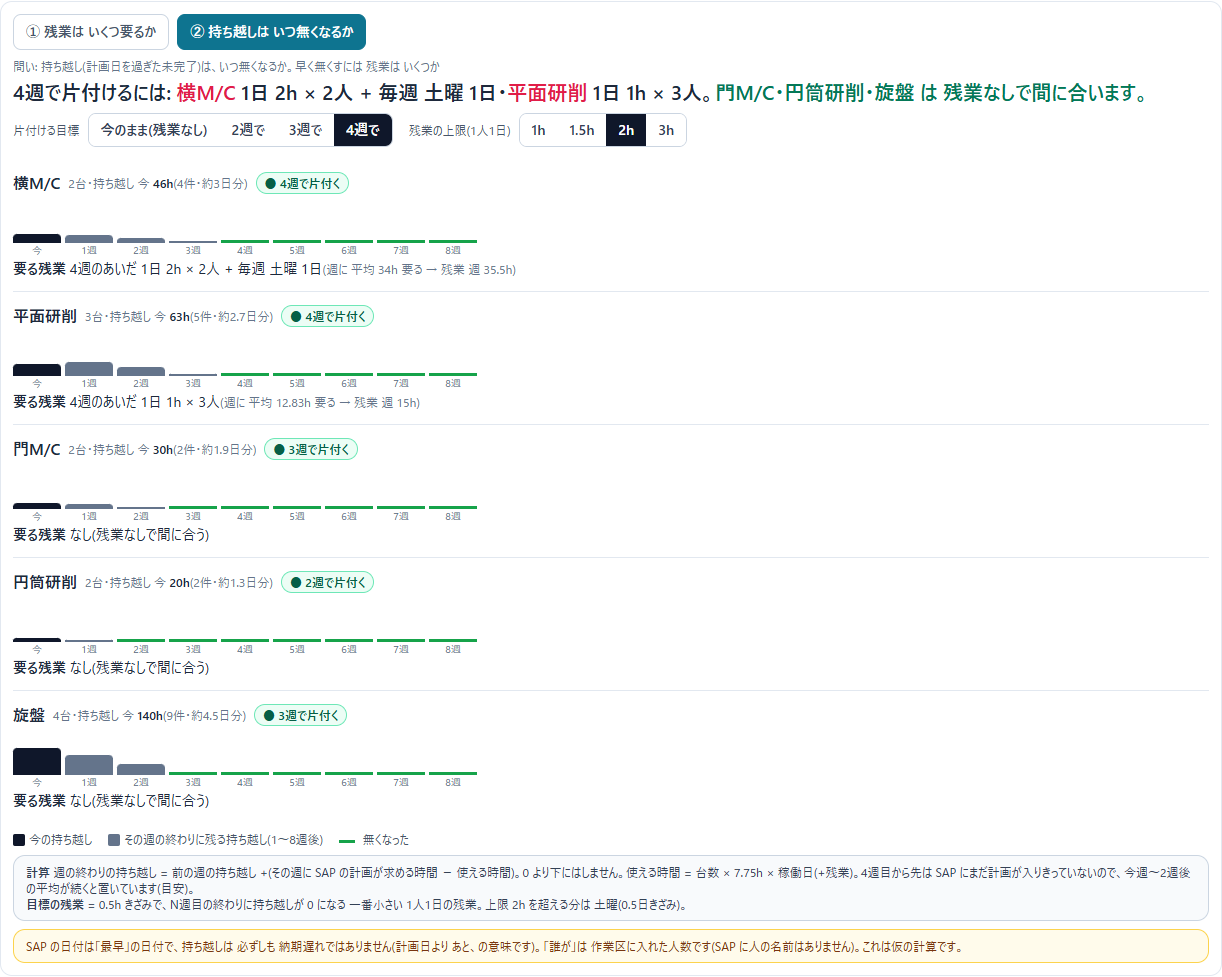 ① 残業は いくつ要るか ② 持ち越しは いつ無くなるか
問い: 持ち越し(計画日を過ぎた未完了)は、いつ無くなるか。早く無くすには 残業は いくつか
4週で片付けるには: 横M/C 1日 2h × 2人 + 毎週 土曜 1日・平面研削 1日 1h × 3人。門M/C・円筒研削・旋盤 は 残業なしで間に合います。
片付ける目標 今のまま(残業なし) 2週で 3週で 4週で 残業の上限(1人1日) 1h 1.5h 2h 3h
横M/C 2台・持ち越し 今 46h(4件・約3日分) ● 4週で片付く
今 1週 2週 3週 4週 5週 6週 7週 8週
要る残業 4週のあいだ 1日 2h × 2人 + 毎週 土曜 1日(週に 平均 34h 要る → 残業 週 35.5h)
平面研削 3台・持ち越し 今 63h(5件・約2.7日分) ● 4週で片付く
今 1週 2週 3週 4週 5週 6週 7週 8週
要る残業 4週のあいだ 1日 1h × 3人(週に 平均 12.83h 要る → 残業 週 15h)
門M/C 2台・持ち越し 今 30h(2件・約1.9日分) ● 3週で片付く
今 1週 2週 3週 4週 5週 6週 7週 8週
要る残業 なし(残業なしで間に合う)
円筒研削 2台・持ち越し 今 20h(2件・約1.3日分) ● 2週で片付く
今 1週 2週 3週 4週 5週 6週 7週 8週
要る残業 なし(残業なしで間に合う)
旋盤 4台・持ち越し 今 140h(9件・約4.5日分) ● 3週で片付く
今 1週 2週 3週 4週 5週 6週 7週 8週
要る残業 なし(残業なしで間に合う)
今の持ち越し その週の終わりに残る持ち越し(1〜8週後) 無くなった
計算 週の終わりの持ち越し = 前の週の持ち越し +(その週に SAP の計画が求める時間 − 使える時間)。0 より下にはしません。使える時間 = 台数 × 7.75h × 稼働日(+残業)。4週目から先は SAP にまだ計画が入りきっていないので、今週〜2週後
の平均が続くと置いています(目安)。
目標の残業 = 0.5h きざみで、N週目の終わりに持ち越しが 0 になる 一番小さい 1人1日の残業。上限 2h を超える分は 土曜(0.5日きざみ)。
SAP の日付は「最早」の日付で、持ち越しは 必ずしも 納期遅れではありません(計画日より あと、の意味です)。「誰が」は 作業区に入れた人数です(SAP に人の名前はありません)。これは仮の計算です。